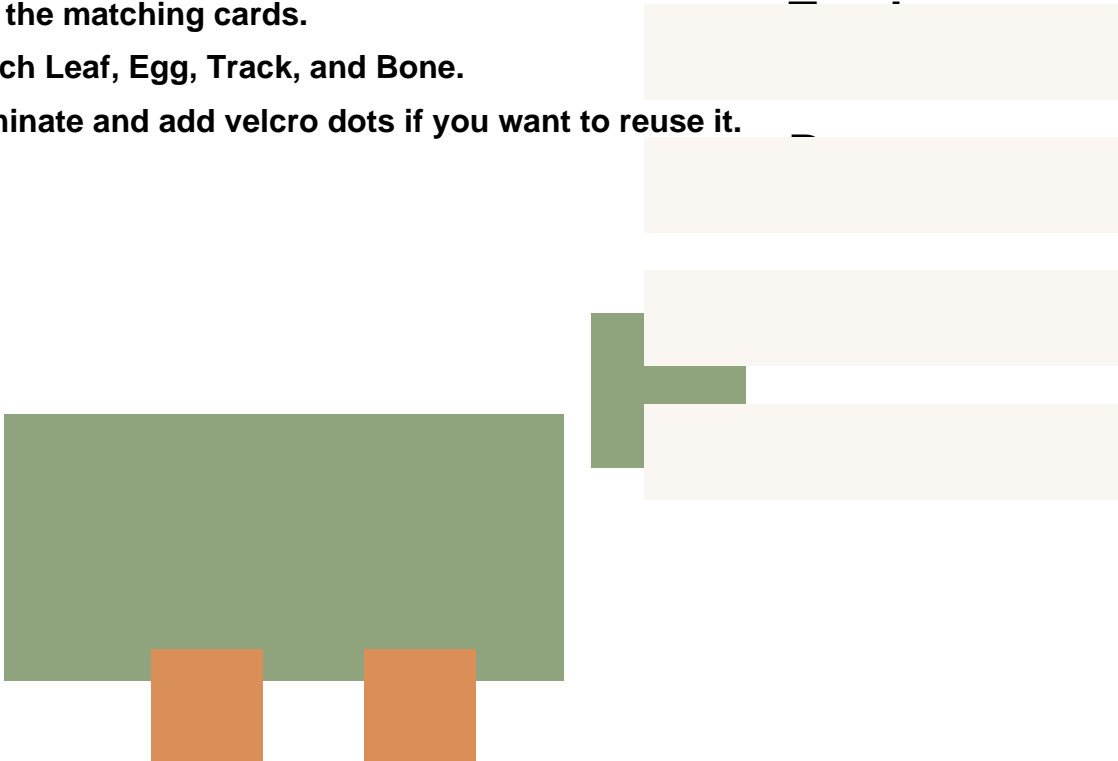 the matching cards.
ch Leaf, Egg, Track, and Bone.
minate and add velcro dots if you want to reuse it.